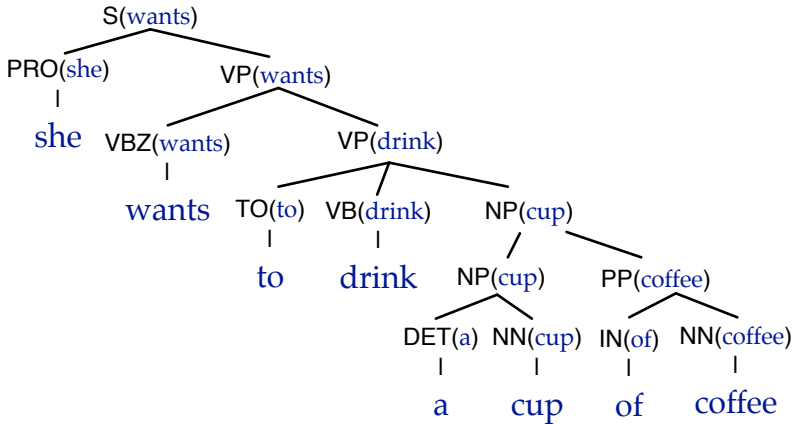 S(wants)
PRO(she) VP(wants)
she VBZ(wants) VP(drink)
wants TO(to) VB(drink) NP(cup)
to drink NP(cup) PP(coffee)
DET(a) NN(cup) IN(of) NN(coffee)
a cup of coffee